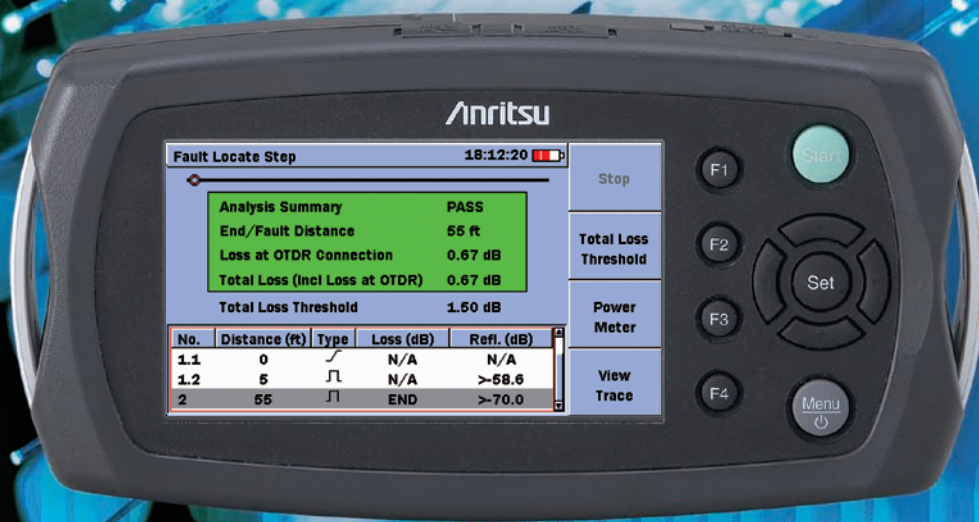 Anritsu
Fault Locate Step 18:12:20
Analysis Summary PASS
End/Fault Distance 55 ft
Loss at OTDR Connection 0.67 dB
Total Loss (Incl Loss at OTDR) 0.67 dB
Total Loss Threshold 1.50 dB
No. Distance (ft) Type Loss (dB) Refl. (dB)
1.1 0 N/A N/A
1.2 5 N/A >-58.6
2 55 END >-70.0
Stop
Total Loss
Threshold
Power
Meter
View
Trace
F1
F2
F3
F4
Start
Set
Menu